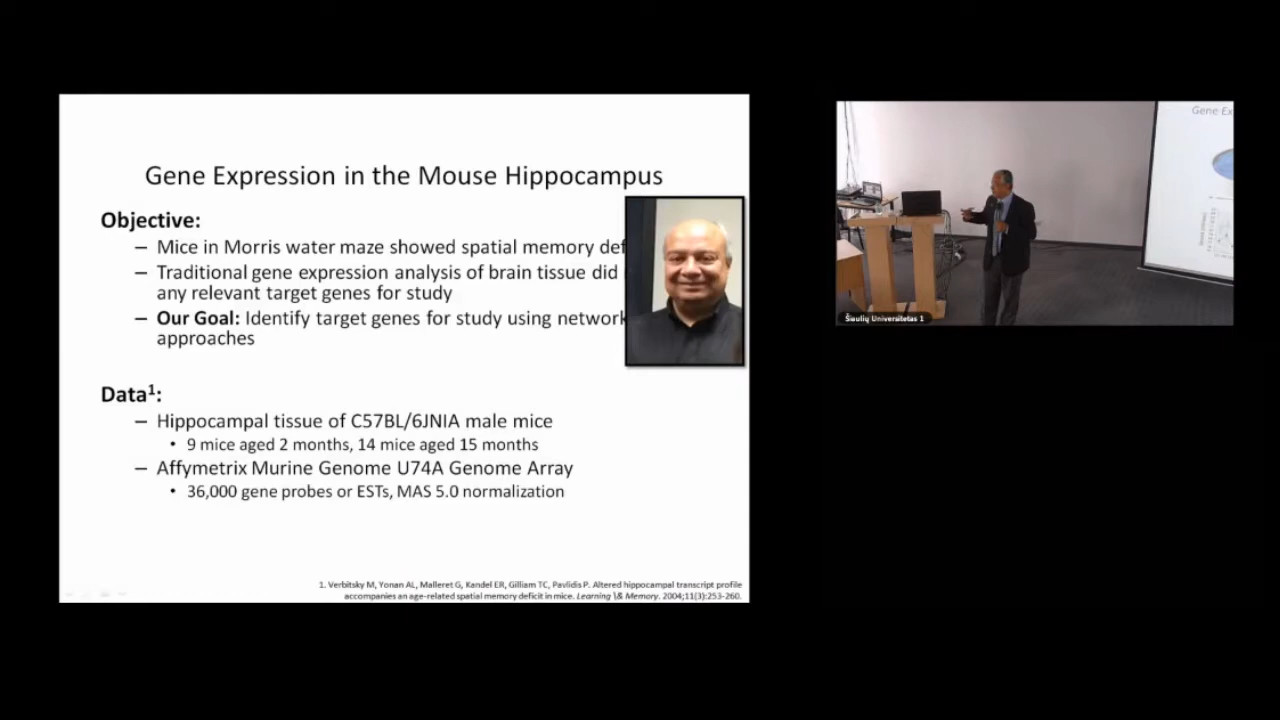 Gene Expression in the Mouse Hippocampus
Objective:
– Mice in Morris water maze showed spatial memory def
– Traditional gene expression analysis of brain tissue did
any relevant target genes for study
– Our Goal: Identify target genes for study using network
approaches
Data1:
– Hippocampal tissue of C57BL/6JNIA male mice
• 9 mice aged 2 months, 14 mice aged 15 months
– Affymetrix Murine Genome U74A Genome Array
• 36,000 gene probes or ESTs, MAS 5.0 normalization
1. Verbitsky M, Yonan AL, Malleret G, Kandel ER, Gilliam TC, Pavlidis P. Altered hippocampal transcript profile
accompanies an age-related spatial memory deficit in mice. Learning \& Memory. 2004;11(3):253-260.
Gene Ex
Šiaulių Universitetas 1